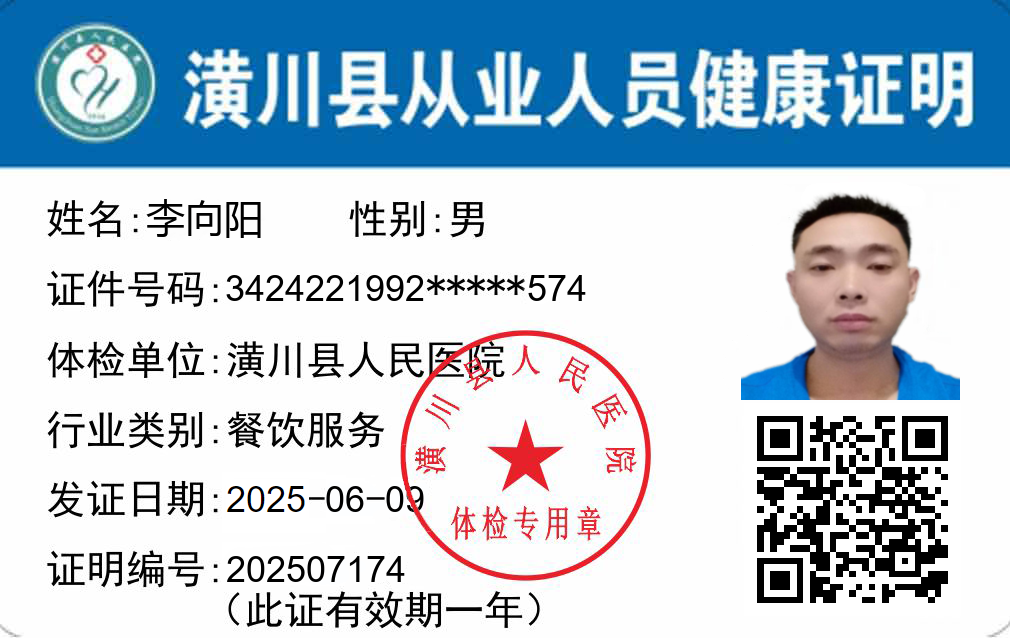 潢川县从业人员健康证明
姓名:李向阳 性别:男
证件号码:3424221992*****574
体检单位:潢川县人民医院
行业类别:餐饮服务
发证日期:2025-06-09
证明编号:202507174
（此证有效期一年）
潢川县人民医院
体检专用章